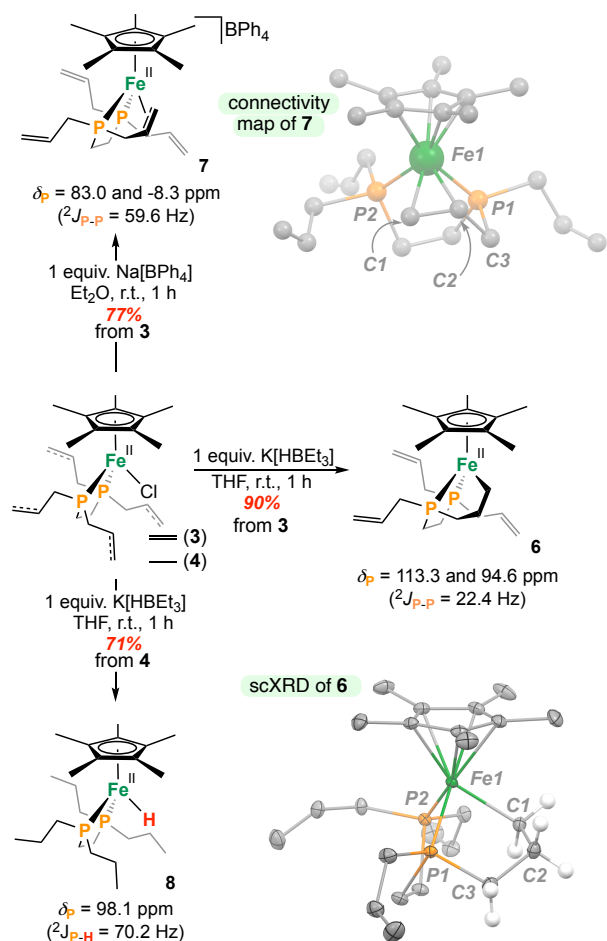 BPh4
II
Fe
P
P
7
δP = 83.0 and -8.3 ppm
(2JP-P = 59.6 Hz)
connectivity
map of 7
Fe1
P2
P1
C1
C2
C3
1 equiv. Na[BPh4]
Et2O, r.t., 1 h
77%
from 3
II
Fe
Cl
P
P
(3)
(4)
1 equiv. K[HBEt3]
THF, r.t., 1 h
90%
from 3
II
Fe
P
P
6
δP = 113.3 and 94.6 ppm
(2JP-P = 22.4 Hz)
1 equiv. K[HBEt3]
THF, r.t., 1 h
71%
from 4
II
Fe
H
P
P
8
δP = 98.1 ppm
(2JP-H = 70.2 Hz)
scXRD of 6
Fe1
P2
C1
P1
C2
C3